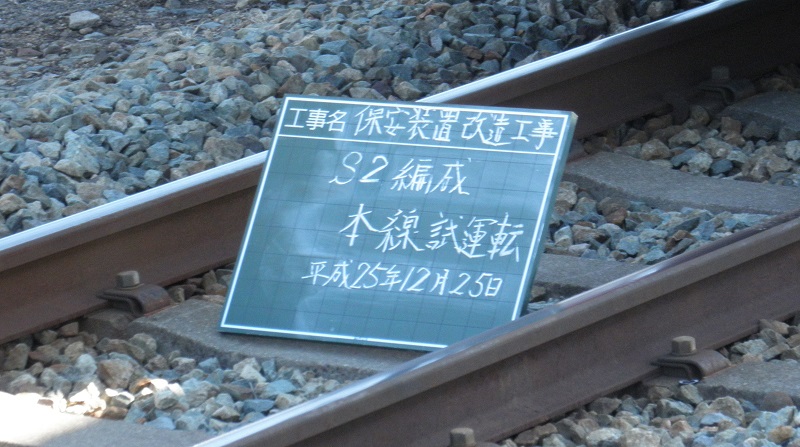 工事名 保安装置改造工事
S2編成
本線試運転
平成25年12月25日